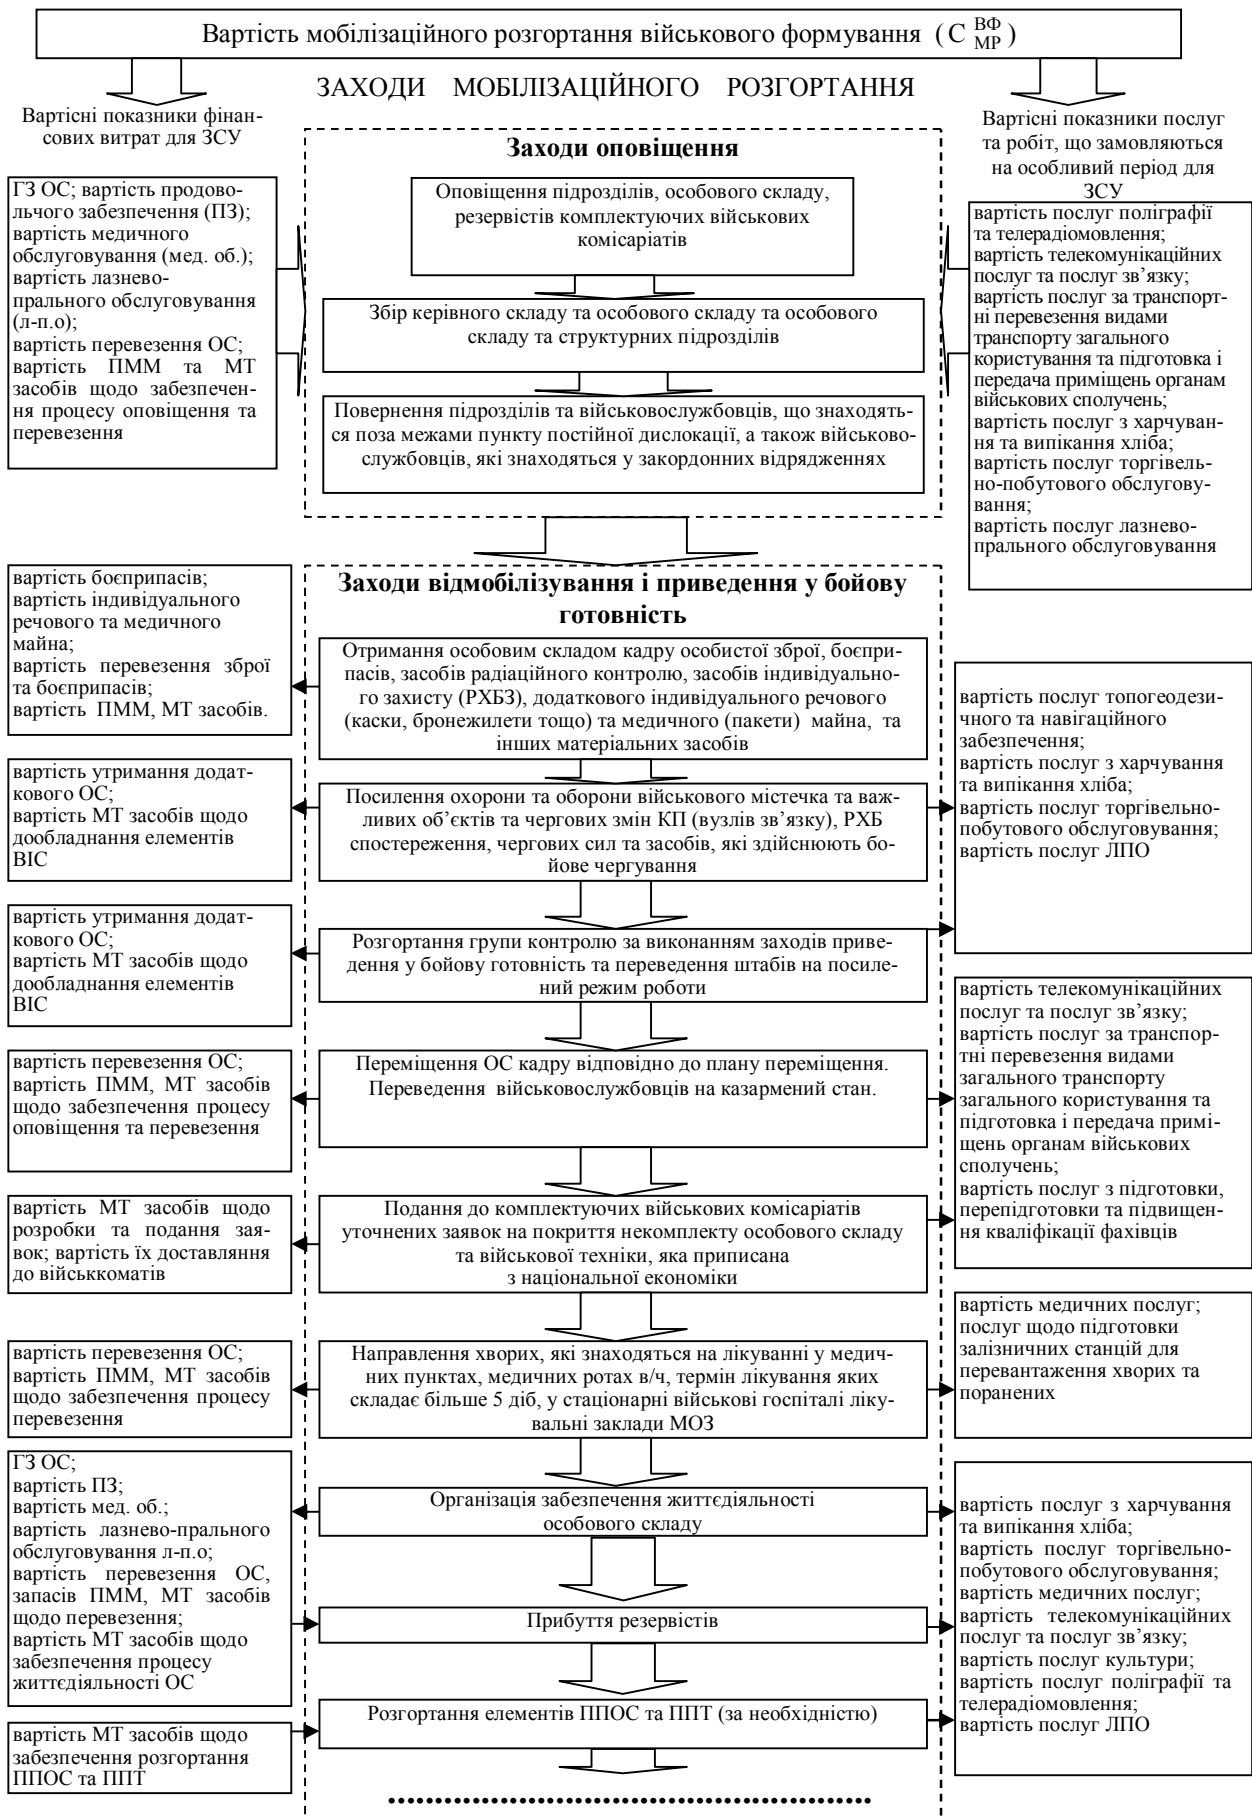 Вартість мобілізаційного розгортання військового формування ( С ВФ МР )
ЗАХОДИ МОБІЛІЗАЦІЙНОГО РОЗГОРТАННЯ
Вартісні показники фінан-
сових витрат для ЗСУ
ГЗ ОС; вартість продово-
льчого забезпечення (ПЗ);
вартість медичного
обслуговування (мед. об.);
вартість лазнево-
прального обслуговування
(л-п.о);
вартість перевезення ОС;
вартість ПММ та МТ
засобів щодо забезпечен-
ня процесу оповіщення та
перевезення
Заходи оповіщення
Оповіщення підрозділів, особового складу,
резервістів комплектуючих військових
комісаріатів
Збір керівного складу та особового складу та особового
складу та структурних підрозділів
Повернення підрозділів та військовослужбовців, що знаходять-
ся поза межами пункту постійної дислокації, а також військово-
службовців, які знаходяться у закордонних відрядженнях
Вартісні показники послуг
та робіт, що замовляються
на особливий період для
ЗСУ
вартість послуг поліграфії
та телерадіомовлення;
вартість телекомунікаційних
послуг та послуг зв’язку;
вартість послуг за транспорт-
ні перевезення видами
транспорту загального
користування та підготовка і
передача приміщень органам
військових сполучень;
вартість послуг з харчуван-
ня та випікання хліба;
вартість послуг торгівель-
но-побутового обслугову-
вання;
вартість послуг лазнево-
прального обслуговування
Заходи відмобілізування і приведення у бойову
готовність
вартість боєприпасів;
вартість індивідуального
речового та медичного
майна;
вартість перевезення зброї
та боєприпасів;
вартість ПММ, МТ засобів.
Отримання особовим складом кадру особистої зброї, боєпри-
пасів, засобів радіаційного контролю, засобів індивідуально-
го захисту (РХБЗ), додаткового індивідуального речового
(каски, бронежилети тощо) та медичного (пакети) майна, та
інших матеріальних засобів
вартість послуг топогеодези-
чного та навігаційного
забезпечення;
вартість послуг з харчування
та випікання хліба;
вартість послуг торгівельно-
побутового обслуговування;
вартість послуг ЛПО
вартість утримання додат-
кового ОС;
вартість МТ засобів щодо
дообладнання елементів
ВІС
Посилення охорони та оборони військового містечка та важ-
ливих об’єктів та чергових змін КП (вузлів зв’язку), РХБ
спостереження, чергових сил та засобів, які здійснюють бо-
йове чергування
вартість утримання додат-
кового ОС;
вартість МТ засобів щодо
дообладнання елементів
ВІС
Розгортання групи контролю за виконанням заходів приве-
дення у бойову готовність та переведення штабів на посиле-
ний режим роботи
вартість телекомунікаційних
послуг та послуг зв’язку;
вартість послуг за транспор-
тні перевезення видами
загального транспорту
загального користування та
підготовка і передача примі-
щень органам військових
сполучень;
вартість послуг з підготовки,
перепідготовки та підвищен-
ня кваліфікації фахівців
вартість перевезення ОС;
вартість ПММ, МТ засобів
щодо забезпечення процесу
оповіщення та перевезення
Переміщення ОС кадру відповідно до плану переміщення.
Переведення військовослужбовців на казармений стан.
вартість МТ засобів щодо
розробки та подання зая-
вок; вартість їх доставляння
до військкоматів
Подання до комплектуючих військових комісаріатів
уточнених заявок на покриття некомплекту особового складу
та військової техніки, яка приписана
з національної економіки
вартість перевезення ОС;
вартість ПММ, МТ засобів
щодо забезпечення процесу
перевезення
Направлення хворих, які знаходяться на лікуванні у медич-
них пунктах, медичних ротах в/ч, термін лікування яких
складає більше 5 діб, у стаціонарні військові госпіталі ліку-
вальні заклади МОЗ
вартість медичних послуг;
послуг щодо підготовки
залізничних станцій для
перевантаження хворих та
поранених
ГЗ ОС;
вартість ПЗ;
вартість мед. об.;
вартість лазнево-прального
обслуговування л-п.о;
вартість перевезення ОС,
запасів ПММ, МТ засобів
щодо перевезення;
вартість МТ засобів щодо
забезпечення процесу
життєдіяльності ОС
Організація забезпечення життєдіяльності
особового складу
Прибуття резервістів
вартість послуг з харчування
та випікання хліба;
вартість послуг торгівельно-
побутового обслуговування;
вартість медичних послуг;
вартість телекомунікаційних
послуг та послуг зв’язку;
вартість послуг культури;
вартість послуг поліграфії та
телерадіомовлення;
вартість послуг ЛПО
вартість МТ засобів щодо
забезпечення розгортання
ППОС та ППТ
Розгортання елементів ППОС та ППТ (за необхідністю)